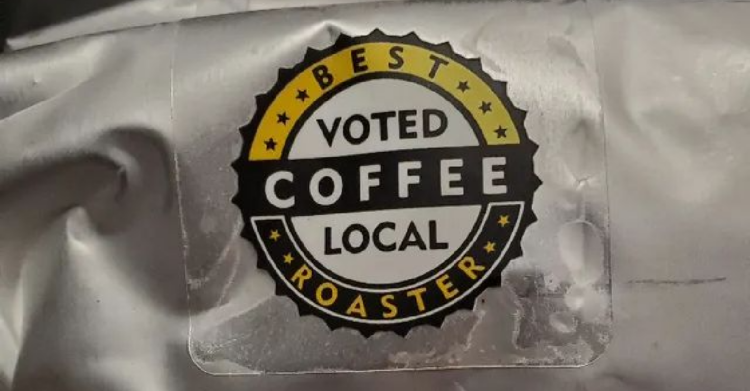 BEST
VOTED
COFFEE
LOCAL
ROASTER